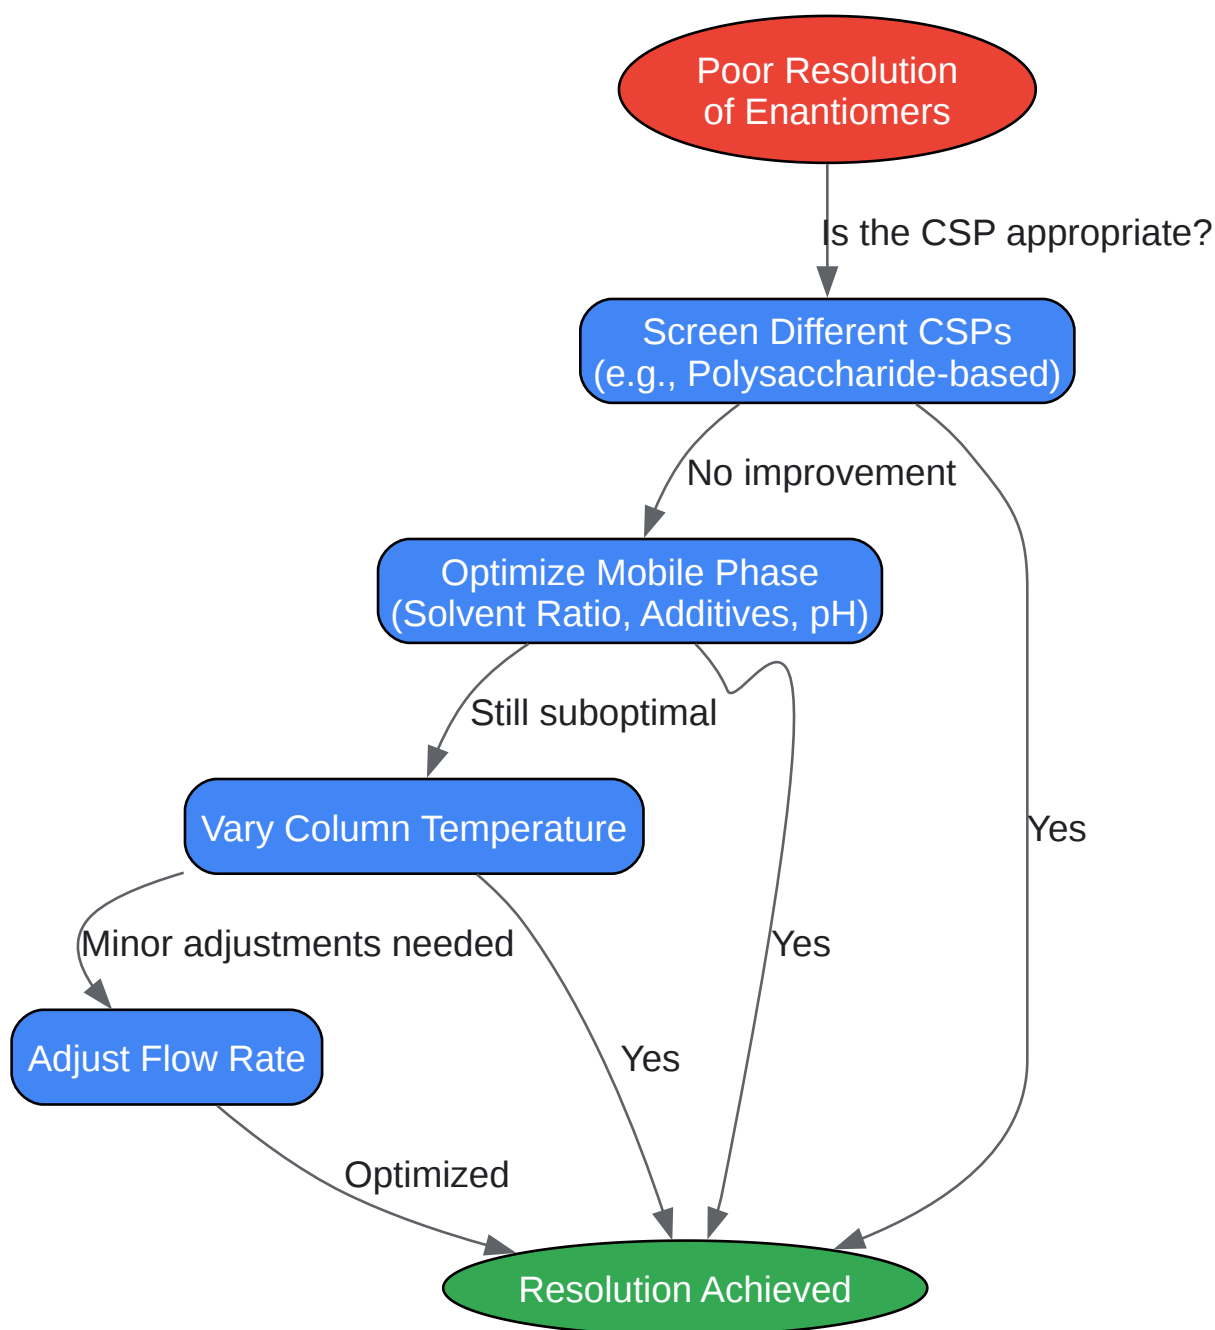 Poor Resolution
of Enantiomers
Is the CSP appropriate?
Screen Different CSPs
(e.g., Polysaccharide-based)
No improvement
Optimize Mobile Phase
(Solvent Ratio, Additives, pH)
Still suboptimal
Vary Column Temperature
Yes
Minor adjustments needed
Yes
Adjust Flow Rate
Yes
Optimized
Resolution Achieved